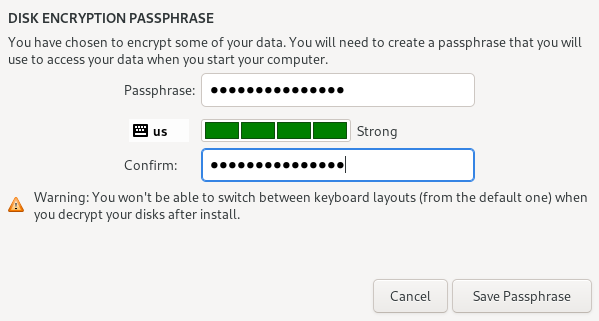 DISK ENCRYPTION PASSPHRASE
You have chosen to encrypt some of your data. You will need to create a passphrase that you will
use to access your data when you start your computer.
Passphrase: ●●●●●●●●●●●●●●●
us Strong
Confirm: ●●●●●●●●●●●●●●●
Warning: You won't be able to switch between keyboard layouts (from the default one) when
you decrypt your disks after install.
Cancel Save Passphrase